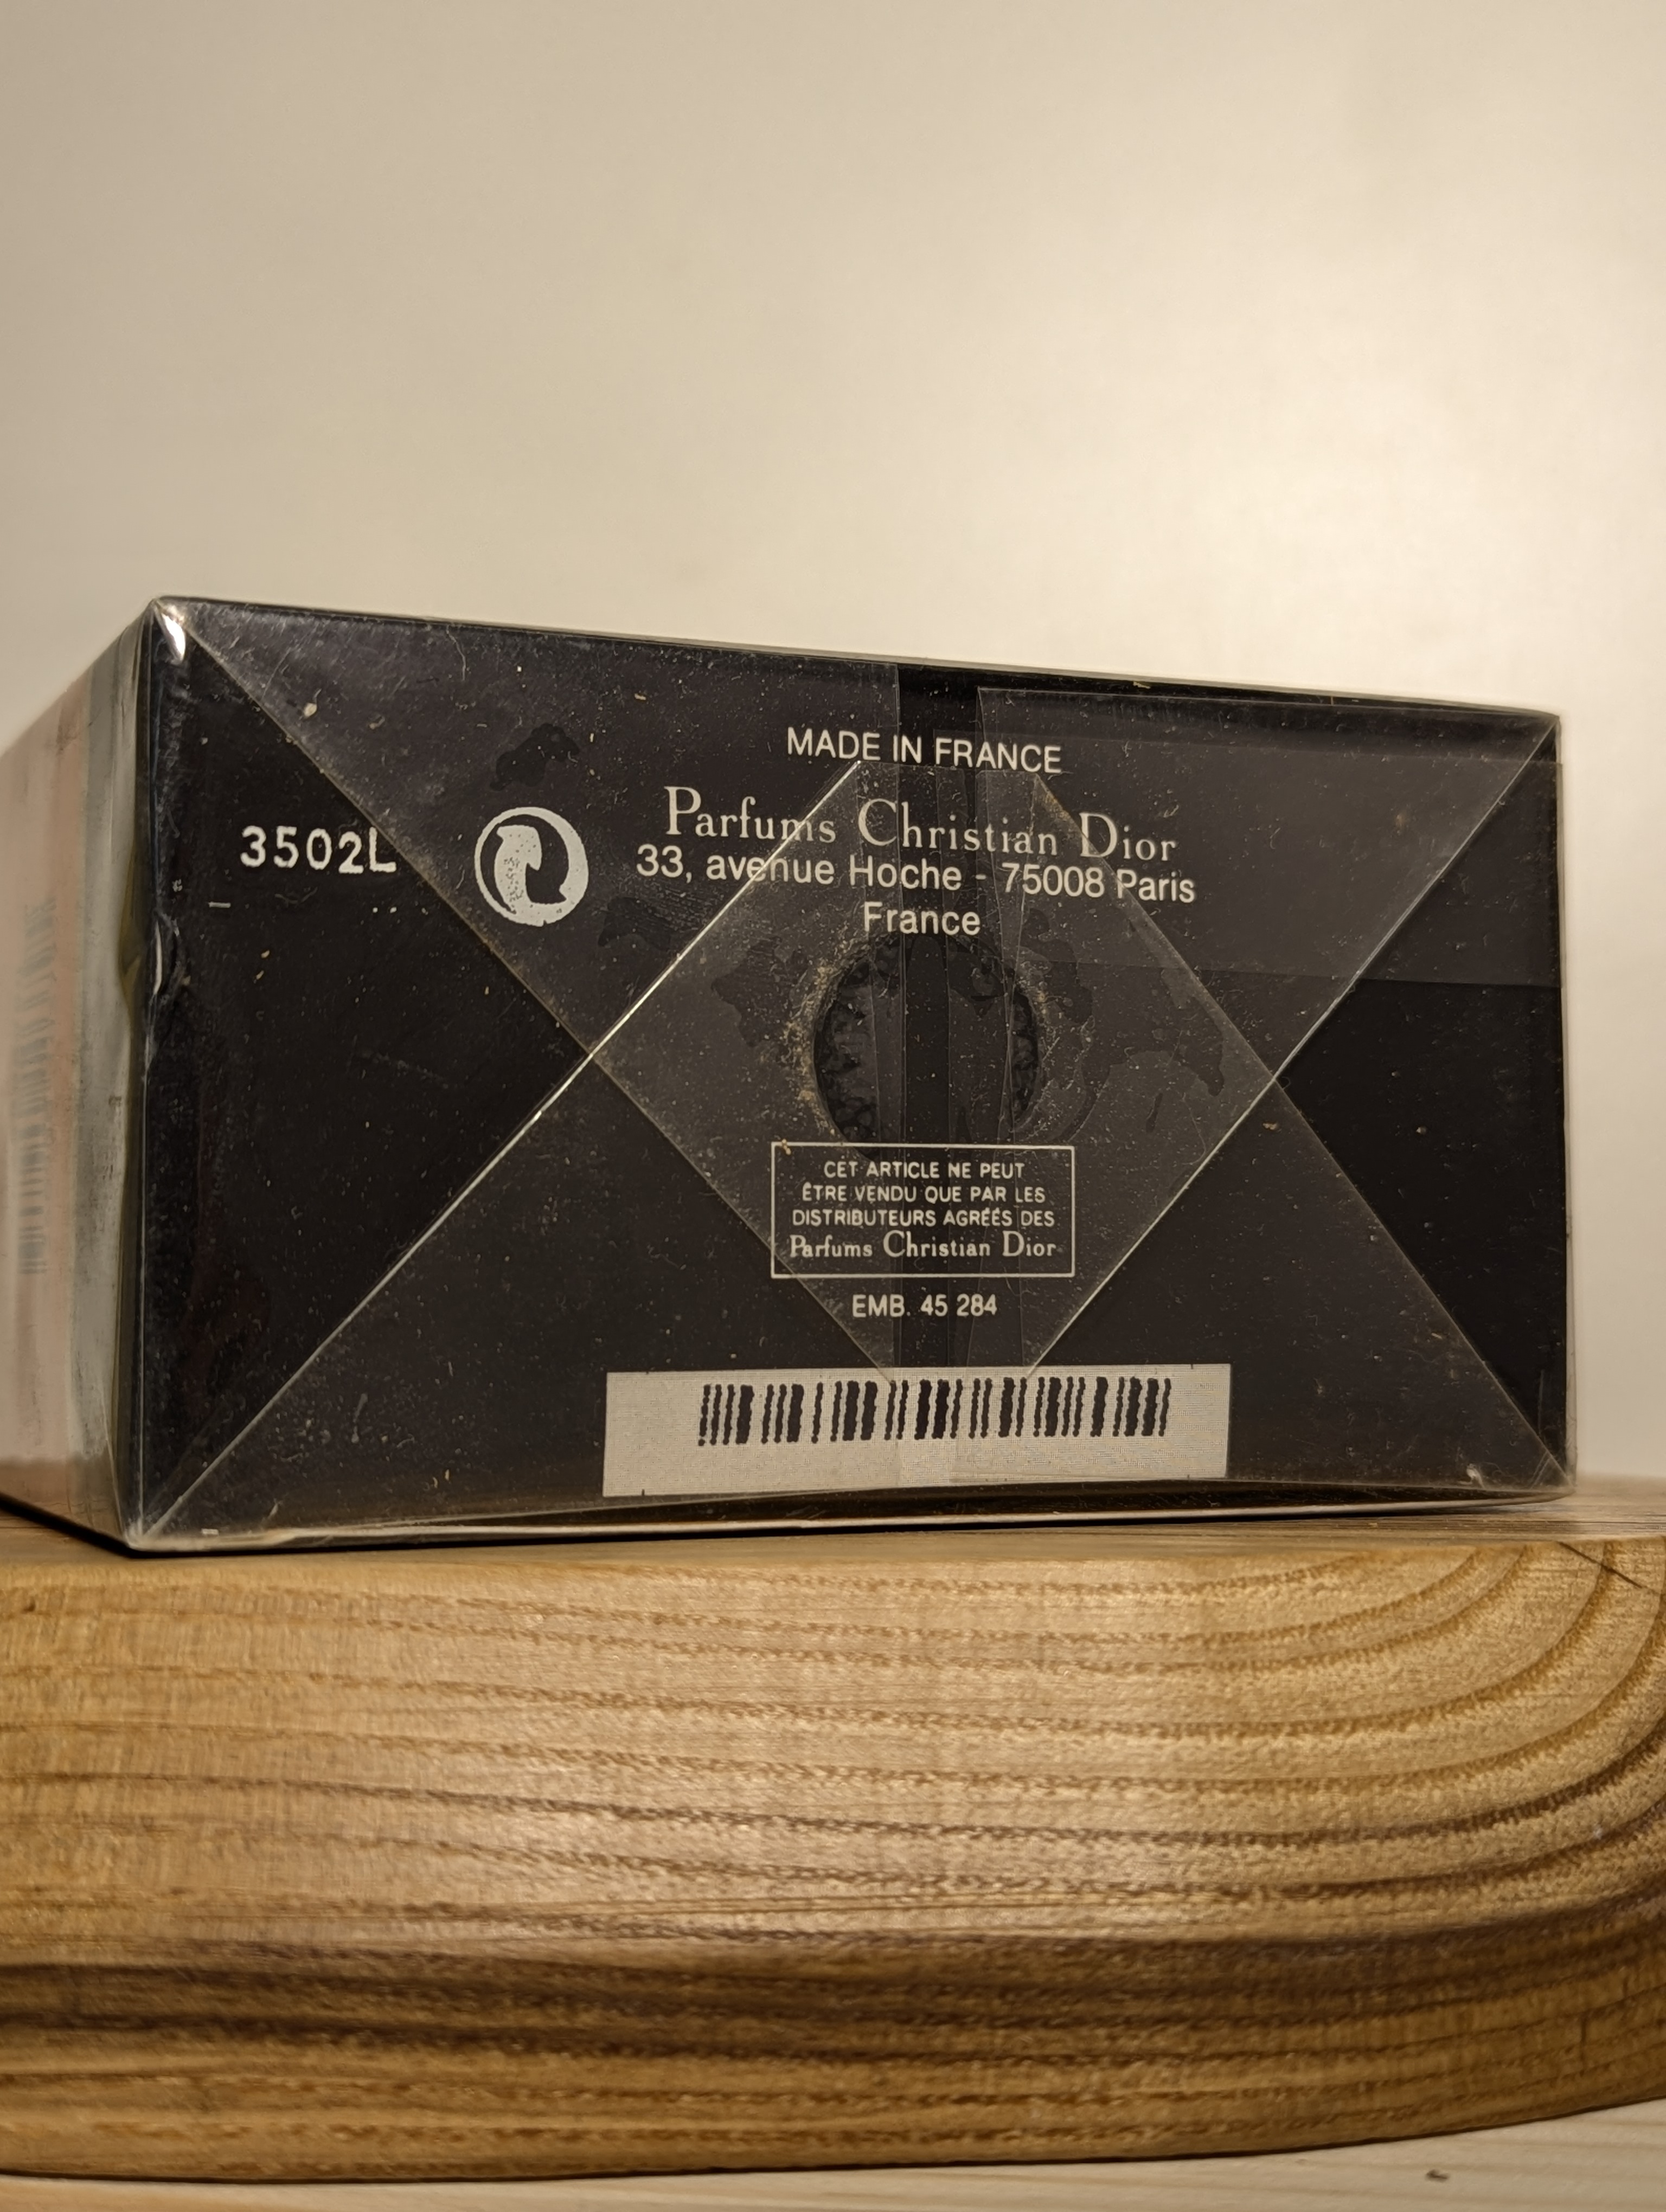 MADE IN FRANCE
3502L
Parfums Christian Dior
33, avenue Hoche - 75008 Paris
France
CET ARTICLE NE PEUT
ÊTRE VENDU QUE PAR LES
DISTRIBUTEURS AGRÉÉS DES
Parfums Christian Dior
EMB. 45 284